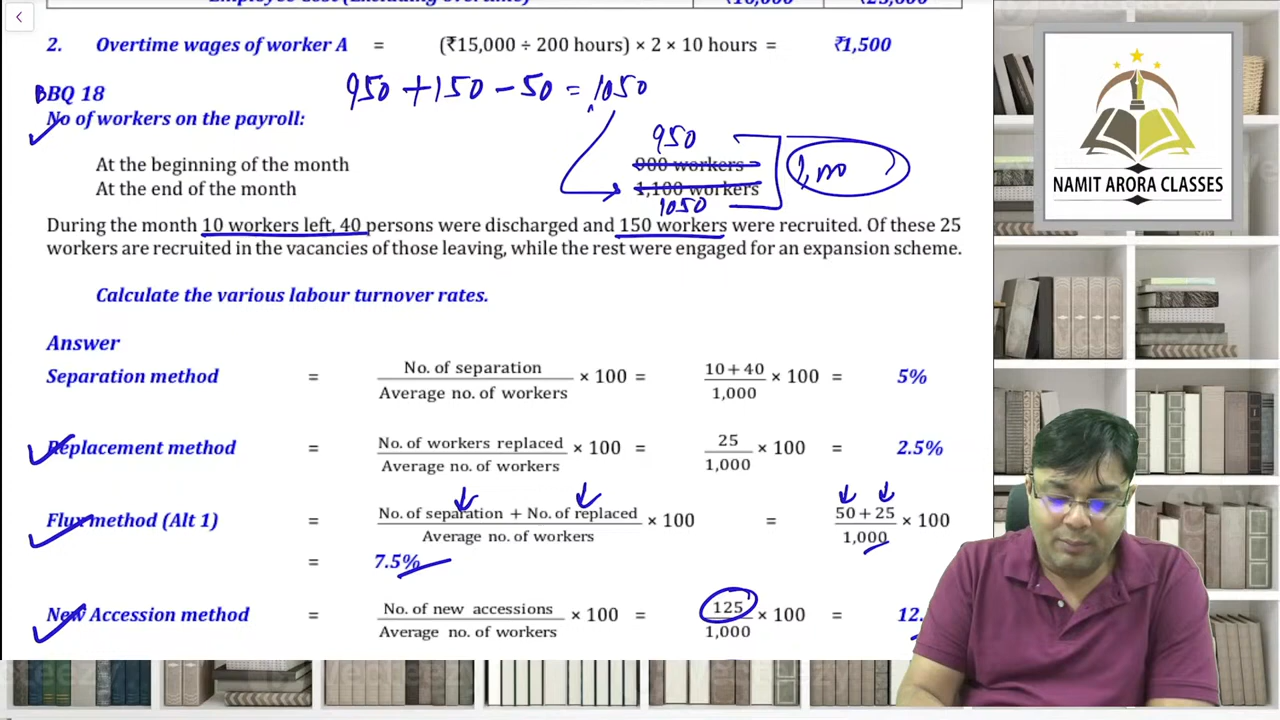 2. Overtime wages of worker A = (₹15,000 ÷ 200 hours) × 2 × 10 hours = ₹1,500
950 + 150 - 50 = 1050
BBQ 18
No of workers on the payroll:
950
At the beginning of the month 900 workers
At the end of the month 1,100 workers
1050
During the month 10 workers left, 40 persons were discharged and 150 workers were recruited. Of these 25
workers are recruited in the vacancies of those leaving, while the rest were engaged for an expansion scheme.
Calculate the various labour turnover rates.
Answer
Separation method = No. of separation / Average no. of workers × 100 = 10 + 40 / 1,000 × 100 = 5%
Replacement method = No. of workers replaced / Average no. of workers × 100 = 25 / 1,000 × 100 = 2.5%
Flux method (Alt 1) = No. of separation + No. of replaced / Average no. of workers × 100 = 50 + 25 / 1,000 × 100
= 7.5%
New Accession method = No. of new accessions / Average no. of workers × 100 = 125 / 1,000 × 100 = 12.
NAMIT ARORA CLASSES